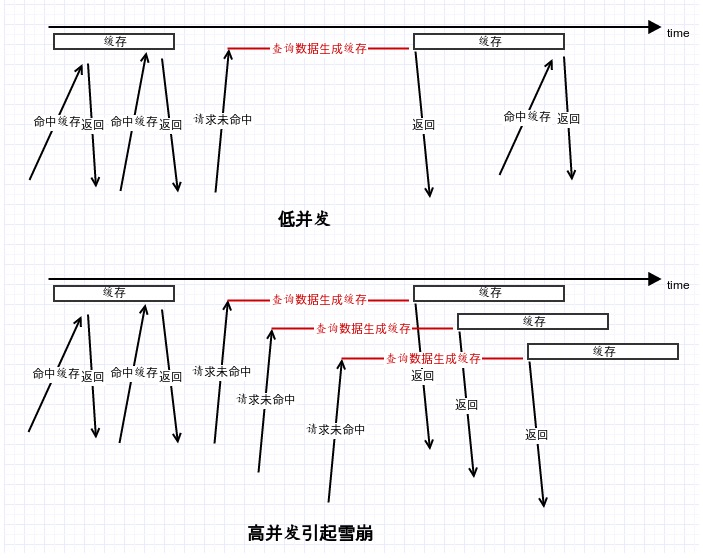 time
缓存
查询数据生成缓存
缓存
命中缓存
返回
命中缓存
返回
请求未命中
返回
命中缓存
返回
低并发
time
缓存
查询数据生成缓存
缓存
查询数据生成缓存
缓存
查询数据生成缓存
缓存
命中缓存
返回
命中缓存
返回
请求未命中
返回
请求未命中
返回
请求未命中
返回
高并发引起雪崩